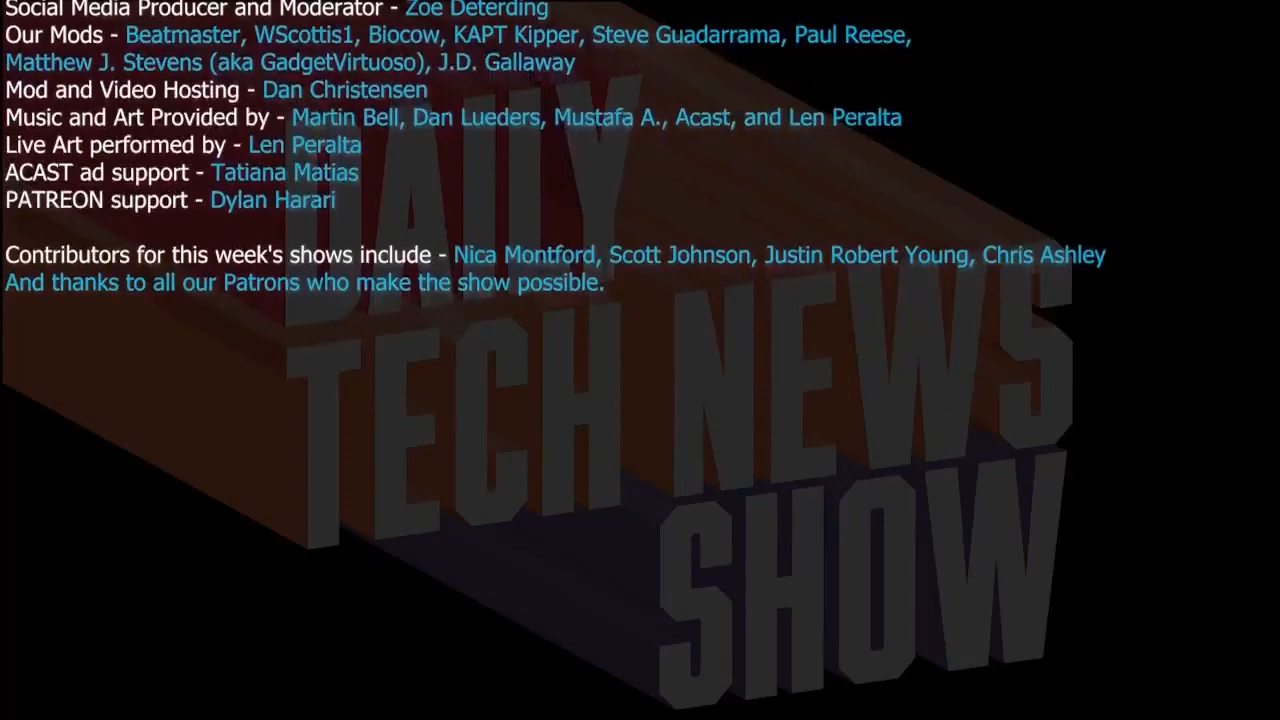 Social Media Producer and Moderator - Zoe Deterding
Our Mods - Beatmaster, WScottis1, Biocow, KAPT Kipper, Steve Guadarrama, Paul Reese,
Matthew J. Stevens (aka GadgetVirtuoso), J.D. Gallaway
Mod and Video Hosting - Dan Christensen
Music and Art Provided by - Martin Bell, Dan Lueders, Mustafa A., Acast, and Len Peralta
Live Art performed by - Len Peralta
ACAST ad support - Tatiana Matias
PATREON support - Dylan Harari
Contributors for this week's shows include - Nica Montford, Scott Johnson, Justin Robert Young, Chris Ashley
And thanks to all our Patrons who make the show possible.
DAILY
TECH NEWS
SHOW